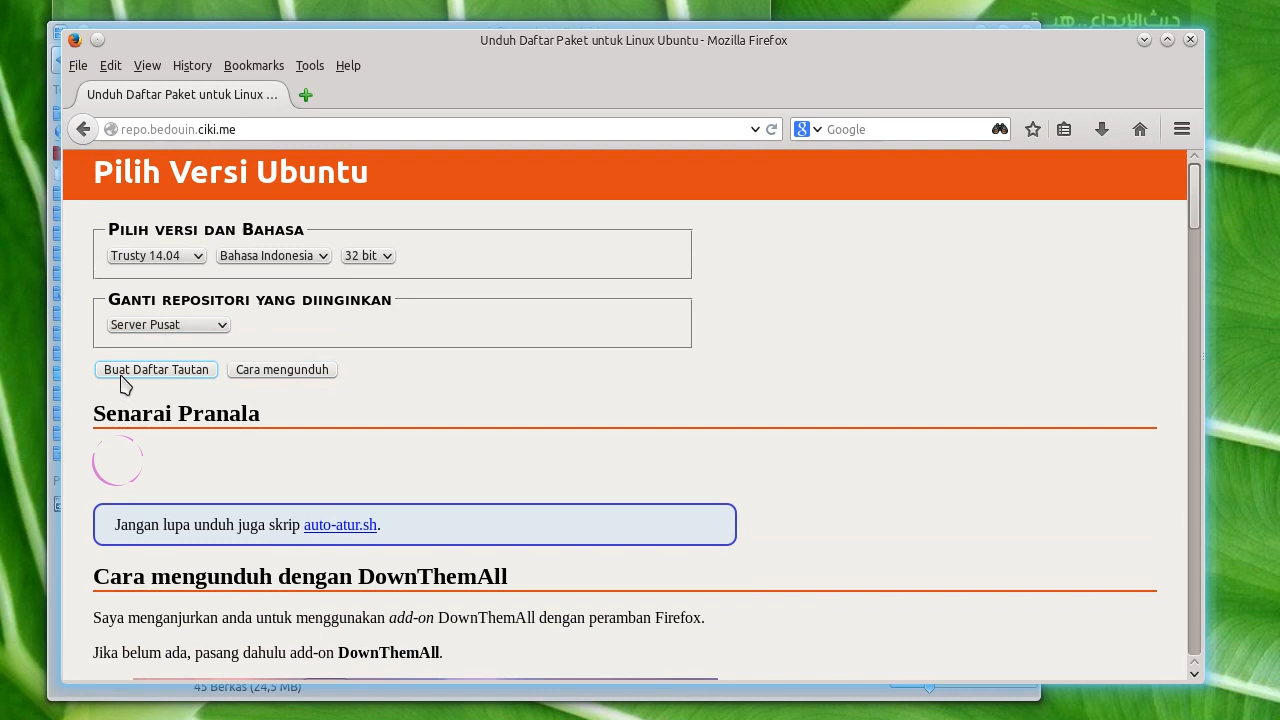 Unduh Daftar Paket untuk Linux Ubuntu - Mozilla Firefox
File Edit View History Bookmarks Tools Help
Unduh Daftar Paket untuk Linux ...
repo.bedouin.ciki.me
Google
Pilih Versi Ubuntu
Pilih versi dan Bahasa
Trusty 14.04 Bahasa Indonesia 32 bit
Ganti repositori yang diinginkan
Server Pusat
Buat Daftar Tautan Cara mengunduh
Senarai Pranala
Jangan lupa unduh juga skrip auto-atur.sh.
Cara mengunduh dengan DownThemAll
Saya menganjurkan anda untuk menggunakan add-on DownThemAll dengan peramban Firefox.
Jika belum ada, pasang dahulu add-on DownThemAll.
45 Berkas (24,5 MB)